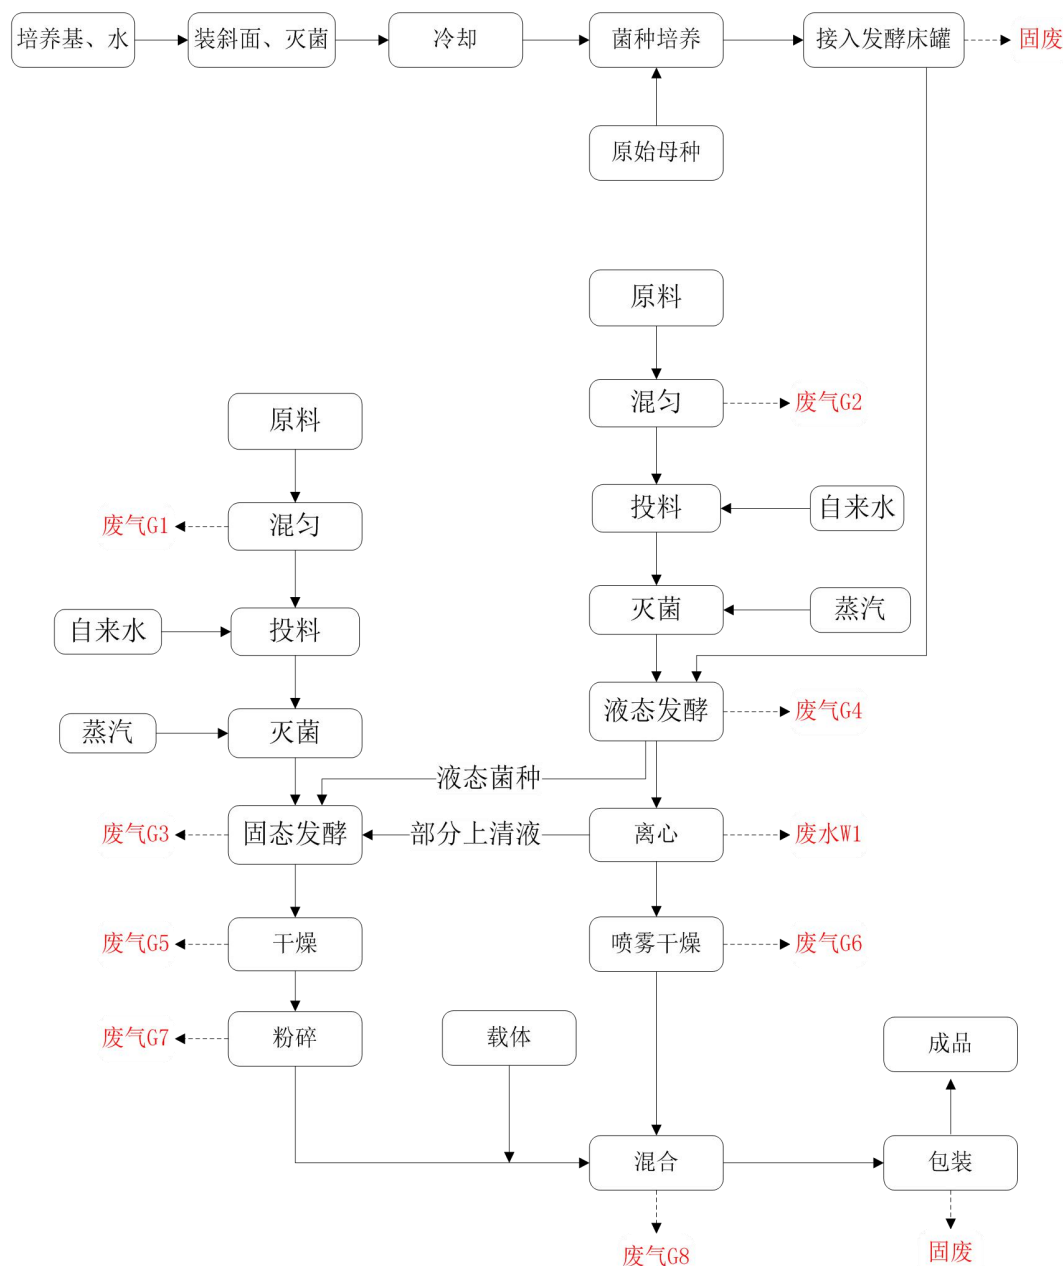 培养基、水
装斜面、灭菌
冷却
菌种培养
接入发酵床罐
固废
原始母种
原料
混匀
废气G2
原料
投料
自来水
废气G1
混匀
灭菌
蒸汽
自来水
投料
液态发酵
废气G4
蒸汽
灭菌
液态菌种
废气G3
固态发酵
部分上清液
离心
废水W1
废气G5
干燥
喷雾干燥
废气G6
废气G7
粉碎
载体
成品
混合
包装
废气G8
固废